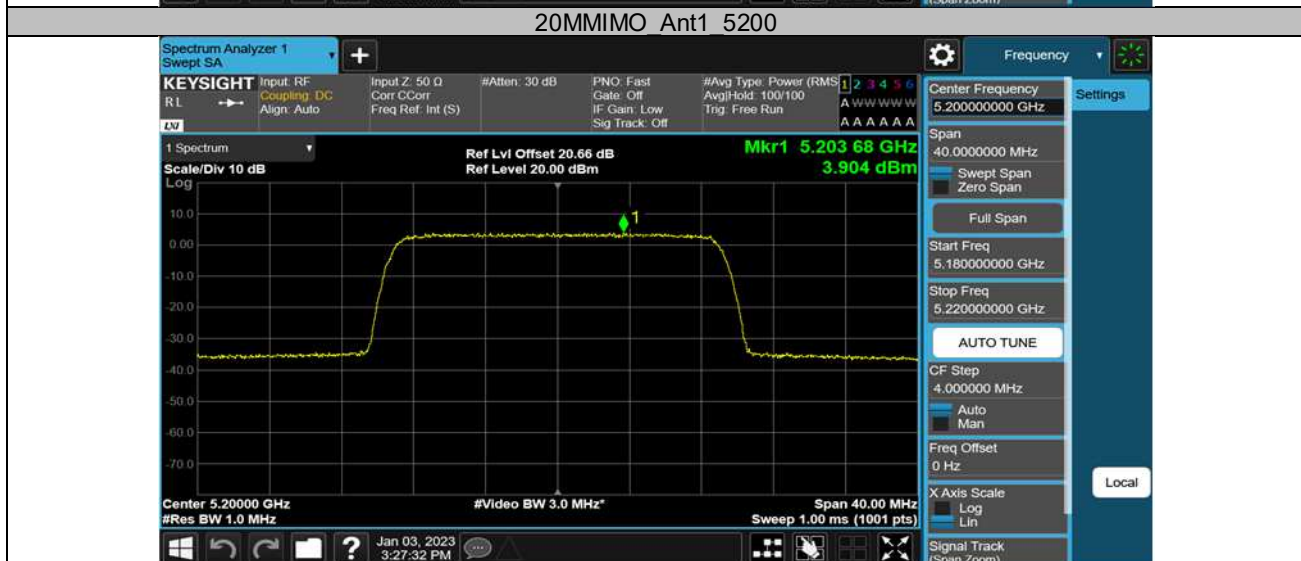 (Span Zoom)
20MMIMO_Ant1_5200
Spectrum Analyzer 1
Swept SA
+
Frequency
KEYSIGHT
RL
LXI
Input: RF
Coupling: DC
Align: Auto
Input Z: 50 Ω
Corr CCorr
Freq Ref: Int (S)
#Atten: 30 dB
PNO: Fast
Gate: Off
IF Gain: Low
Sig Track: Off
#Avg Type: Power (RMS
Avg|Hold: 100/100
Trig: Free Run
1 2 3 4 5 6
A W W W W W
A A A A A A
1 Spectrum
Scale/Div 10 dB
Log
Ref Lvl Offset 20.66 dB
Ref Level 20.00 dBm
Mkr1 5.203 68 GHz
3.904 dBm
1
10.0
0.00
-10.0
-20.0
-30.0
-40.0
-50.0
-60.0
-70.0
Center 5.20000 GHz
#Res BW 1.0 MHz
#Video BW 3.0 MHz*
Span 40.00 MHz
Sweep 1.00 ms (1001 pts)
?
Jan 03, 2023
3:27:32 PM
Center Frequency
5.200000000 GHz
Settings
Span
40.0000000 MHz
Swept Span
Zero Span
Full Span
Start Freq
5.180000000 GHz
Stop Freq
5.220000000 GHz
AUTO TUNE
CF Step
4.000000 MHz
Auto
Man
Freq Offset
0 Hz
X Axis Scale
Log
Lin
Local
Signal Track
(Span Zoom)